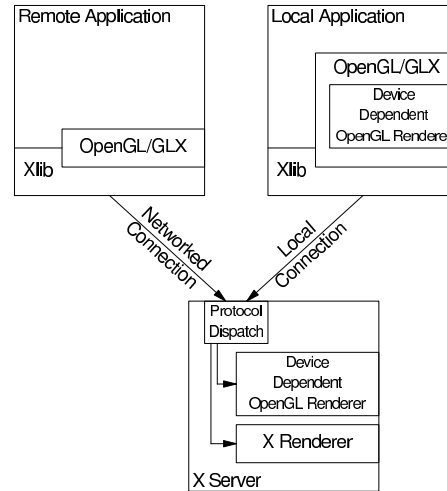 Remote Application
OpenGL/GLX
Xlib
Local Application
OpenGL/GLX
Device
Dependent
OpenGL Renderer
Xlib
Networked
Connection
Local
Connection
Protocol
Dispatch
Device
Dependent
OpenGL Renderer
X Renderer
X Server